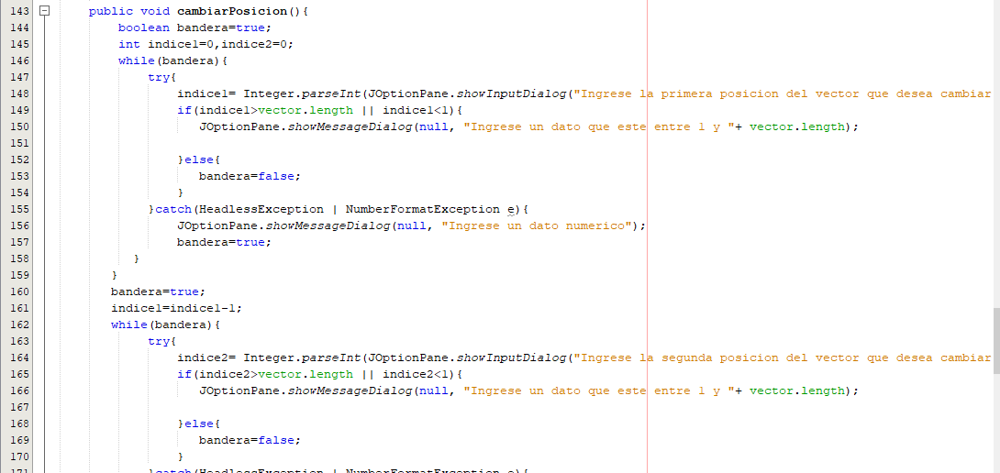 143 public void cambiarPosicion(){
144 boolean bandera=true;
145 int indice1=0,indice2=0;
146 while(bandera){
147 try{
148 indice1= Integer.parseInt(JOptionPane.showInputDialog("Ingrese la primera posicion del vector que desea cambiar
149 if(indice1>vector.length || indice1<1){
150 JOptionPane.showMessageDialog(null, "Ingrese un dato que este entre 1 y "+ vector.length);
151
152 }else{
153 bandera=false;
154 }
155 }catch(HeadlessException | NumberFormatException e){
156 JOptionPane.showMessageDialog(null, "Ingrese un dato numerico");
157 bandera=true;
158 }
159 }
160 bandera=true;
161 indice1=indice1-1;
162 while(bandera){
163 try{
164 indice2= Integer.parseInt(JOptionPane.showInputDialog("Ingrese la segunda posicion del vector que desea cambiar
165 if(indice2>vector.length || indice2<1){
166 JOptionPane.showMessageDialog(null, "Ingrese un dato que este entre 1 y "+ vector.length);
167
168 }else{
169 bandera=false;
170 }
171 }catch(HeadlessException | NumberFormatException e){